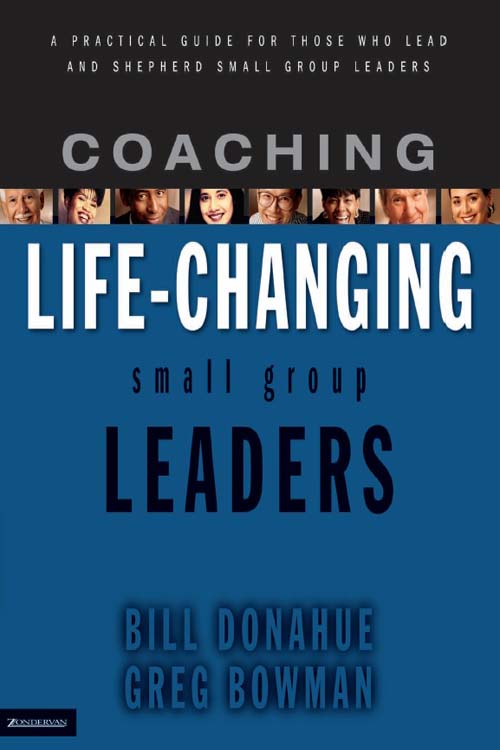 A PRACTICAL GUIDE FOR THOSE WHO LEAD
AND SHEPHERD SMALL GROUP LEADERS
COACHING
LIFE-CHANGING
small group
LEADERS
BILL DONAHUE
GREG BOWMAN
ZONDERVAN